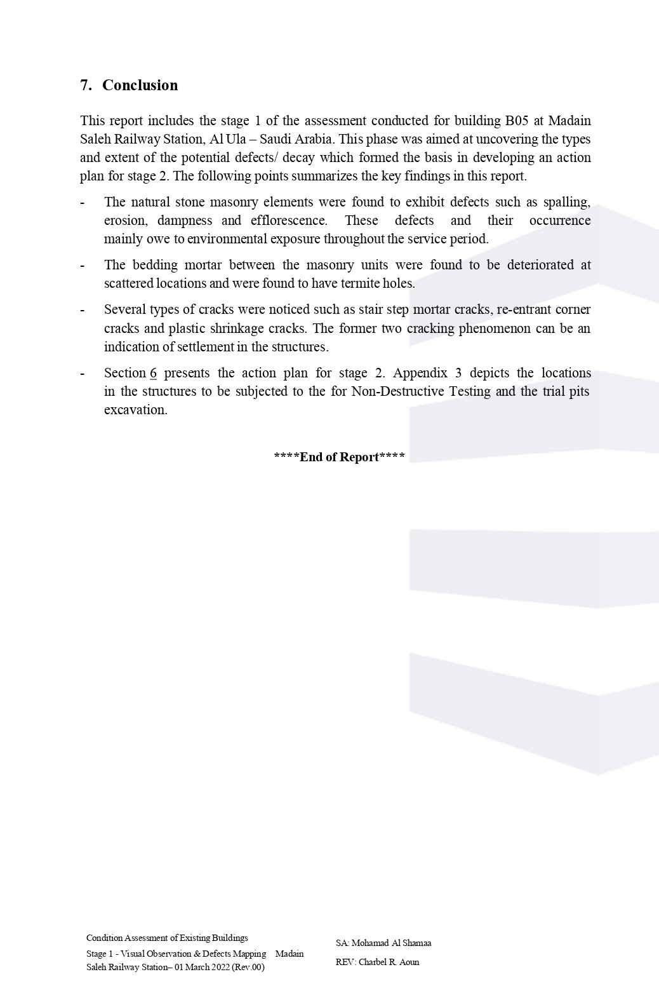 7. Conclusion
This report includes the stage 1 of the assessment conducted for building B05 at Madain
Saleh Railway Station, Al Ula – Saudi Arabia. This phase was aimed at uncovering the types
and extent of the potential defects/ decay which formed the basis in developing an action
plan for stage 2. The following points summarizes the key findings in this report.
- The natural stone masonry elements were found to exhibit defects such as spalling,
erosion, dampness and efflorescence. These defects and their occurrence
mainly owe to environmental exposure throughout the service period.
- The bedding mortar between the masonry units were found to be deteriorated at
scattered locations and were found to have termite holes.
- Several types of cracks were noticed such as stair step mortar cracks, re-entrant corner
cracks and plastic shrinkage cracks. The former two cracking phenomenon can be an
indication of settlement in the structures.
- Section 6 presents the action plan for stage 2. Appendix 3 depicts the locations
in the structures to be subjected to the for Non-Destructive Testing and the trial pits
excavation.
****End of Report****
Condition Assessment of Existing Buildings
Stage 1 - Visual Observation & Defects Mapping Madain
Saleh Railway Station– 01 March 2022 (Rev.00)
SA: Mohamad Al Shamaa
REV: Charbel R. Aoun